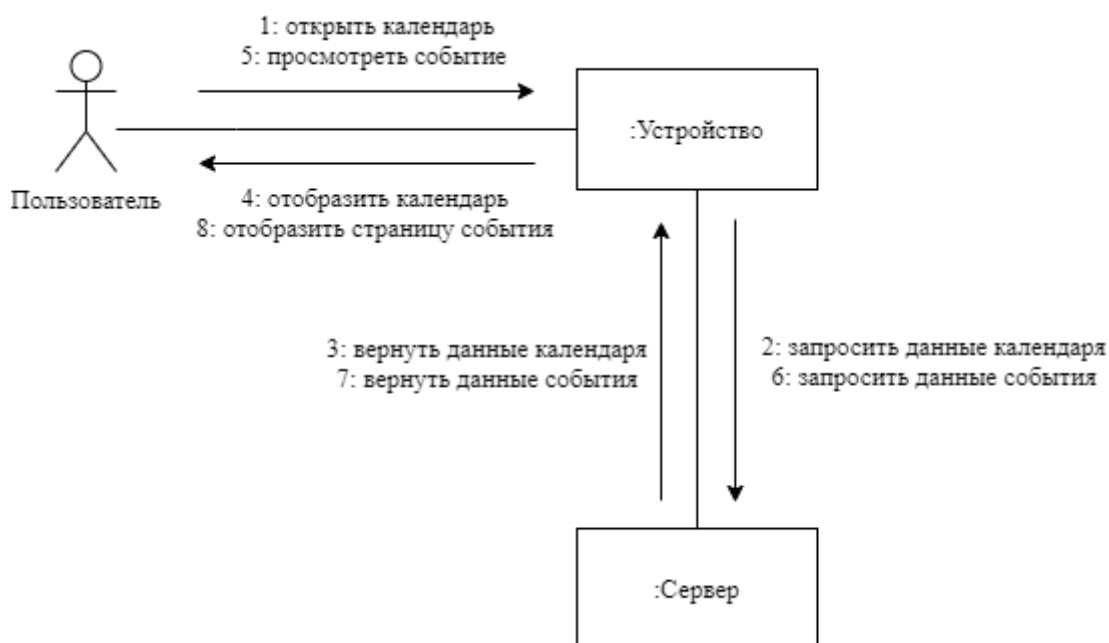 1: открыть календарь
5: просмотреть событие
:Устройство
Пользователь
4: отобразить календарь
8: отобразить страницу события
3: вернуть данные календаря
7: вернуть данные события
2: запросить данные календаря
6: запросить данные события
:Сервер